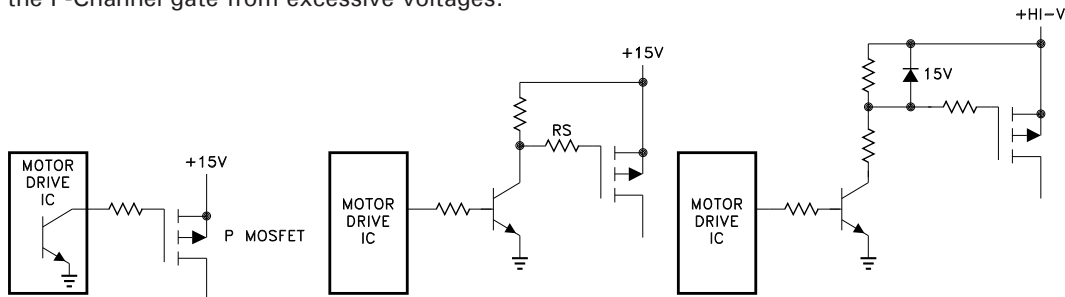 the P-Channel gate from excessive voltages.
+HI-V
+15V
15V
RS
MOTOR
DRIVE
IC
+15V
P MOSFET
MOTOR
DRIVE
IC
MOTOR
DRIVE
IC